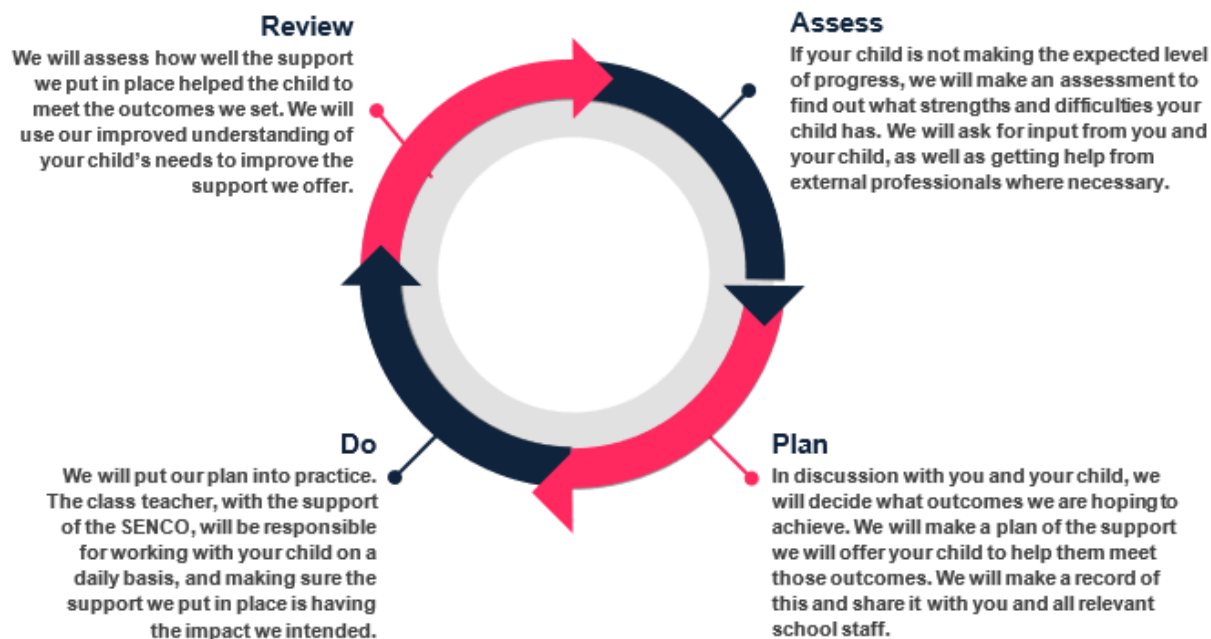 Review
We will assess how well the support
we put in place helped the child to
meet the outcomes we set. We will
use our improved understanding of
your child’s needs to improve the
support we offer.
Assess
If your child is not making the expected level
of progress, we will make an assessment to
find out what strengths and difficulties your
child has. We will ask for input from you and
your child, as well as getting help from
external professionals where necessary.
Do
We will put our plan into practice.
The class teacher, with the support
of the SENCO, will be responsible
for working with your child on a
daily basis, and making sure the
support we put in place is having
the impact we intended.
Plan
In discussion with you and your child, we
will decide what outcomes we are hoping to
achieve. We will make a plan of the support
we will offer your child to help them meet
those outcomes. We will make a record of
this and share it with you and all relevant
school staff.